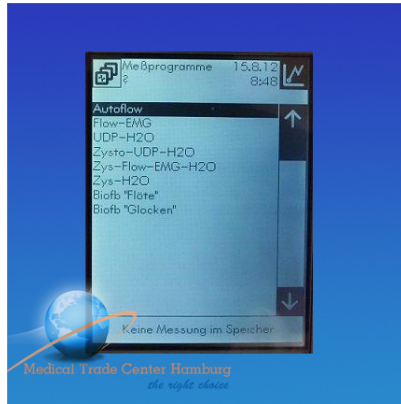 Meßprogramme 15.8.12
? 8:48
Autoflow
Flow-EMG
UDP-H2O
Zysto-UDP-H2O
Zys-Flow-EMG-H2O
Zys-H2O
Biofb "Flöte"
Biofb "Glocken"
Keine Messung im Speicher
Medical Trade Center Hamburg
the right choice